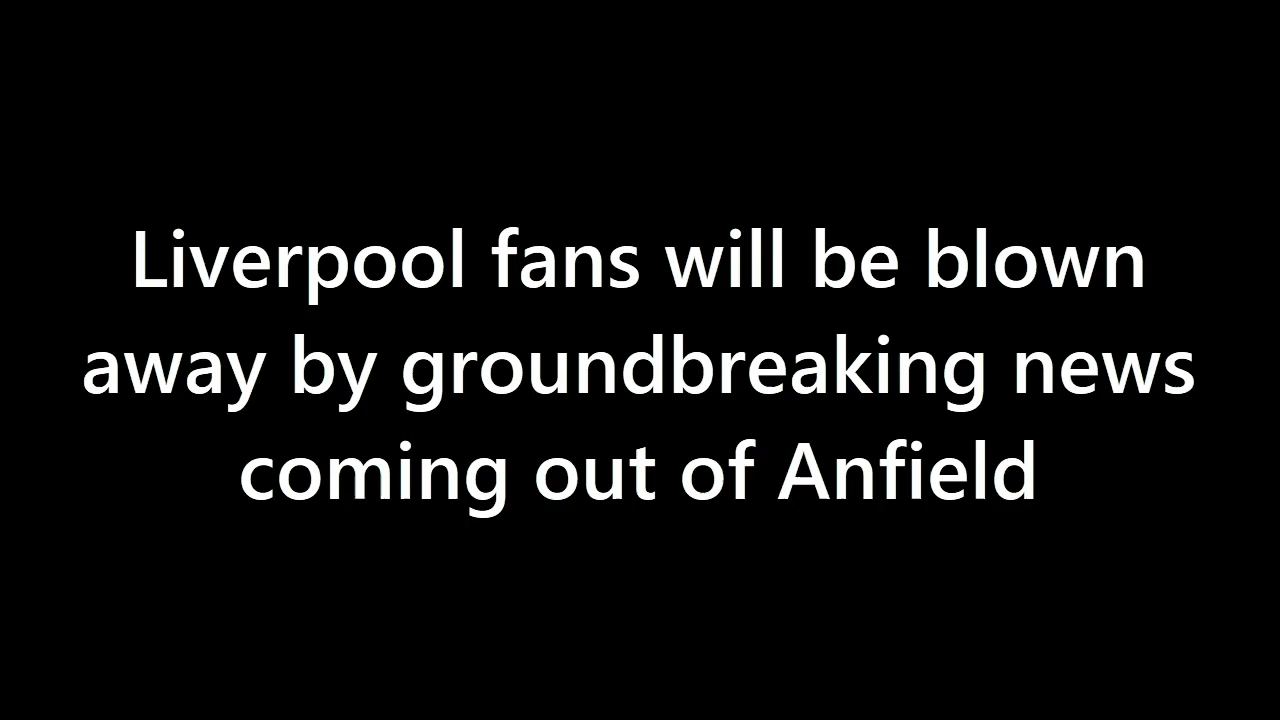 Liverpool fans will be blown
away by groundbreaking news
coming out of Anfield